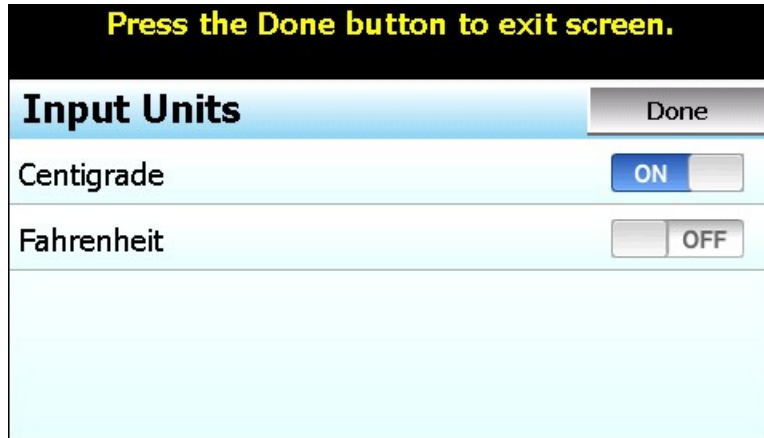 Press the Done button to exit screen.
Input Units Done
Centigrade ON
Fahrenheit OFF